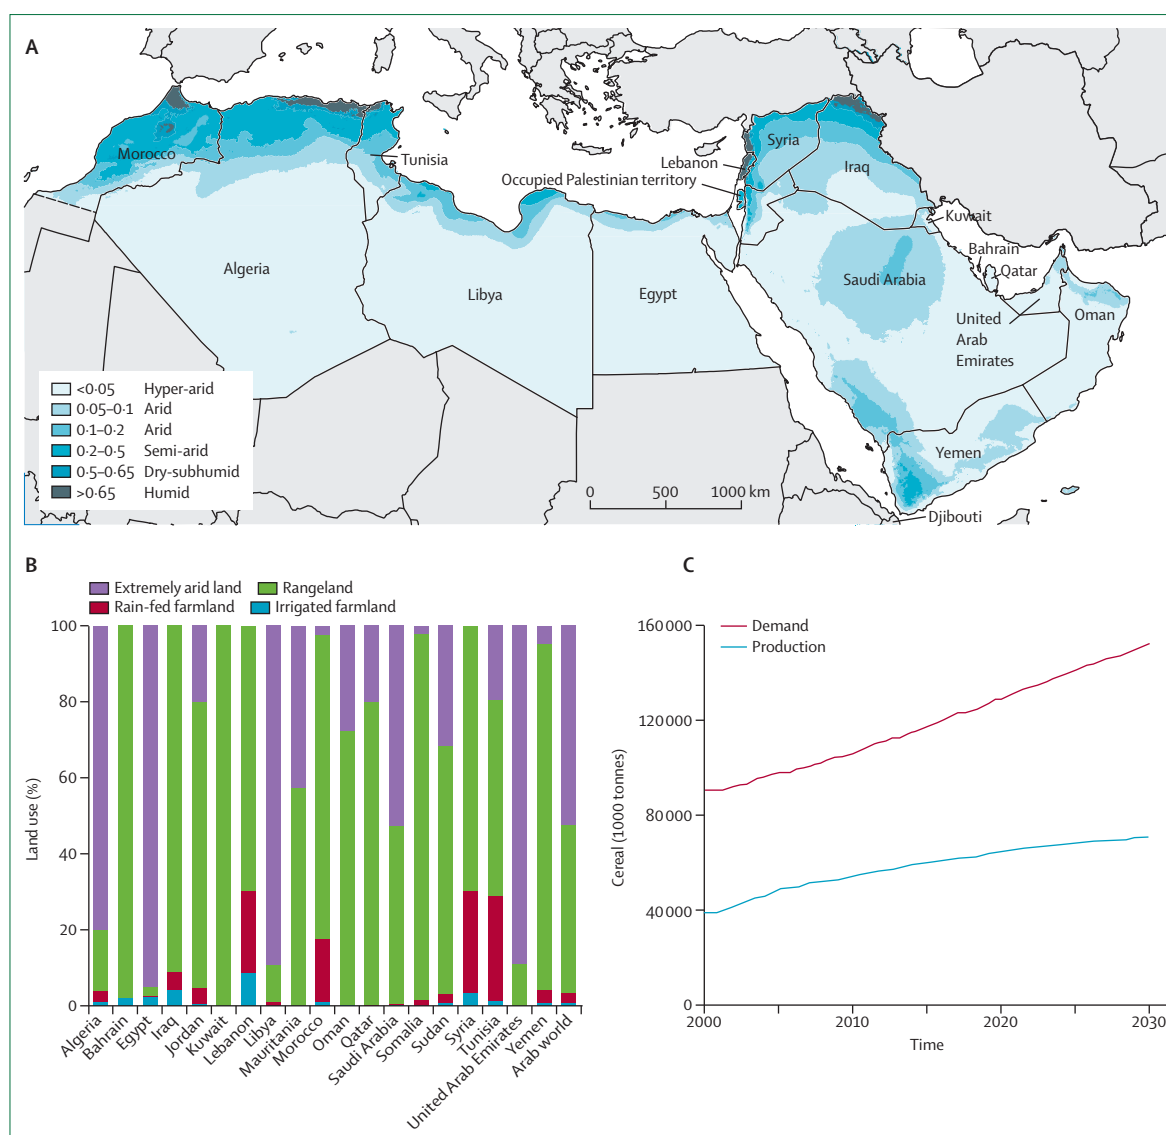 A
Morocco
Tunisia
Algeria
Libya
Egypt
Lebanon
Occupied Palestinian territory
Syria
Iraq
Kuwait
Bahrain
Qatar
Saudi Arabia
United
Arab
Emirates
Oman
Yemen
Djibouti
<0·05 Hyper-arid
0·05–0·1 Arid
0·1–0·2 Arid
0·2–0·5 Semi-arid
0·5–0·65 Dry-subhumid
>0·65 Humid
0 500 1000 km
B
Extremely arid land Rangeland
Rain-fed farmland Irrigated farmland
100
80
60
40
20
0
Land use (%)
Algeria
Bahrain
Egypt
Iraq
Jordan
Kuwait
Lebanon
Libya
Mauritania
Morocco
Oman
Qatar
Saudi Arabia
Somalia
Sudan
Syria
Tunisia
United Arab Emirates
Yemen
Arab world
C
Demand
Production
160 000
120 000
80 000
40 000
0
Cereal (1000 tonnes)
2000 2010 2020 2030
Time